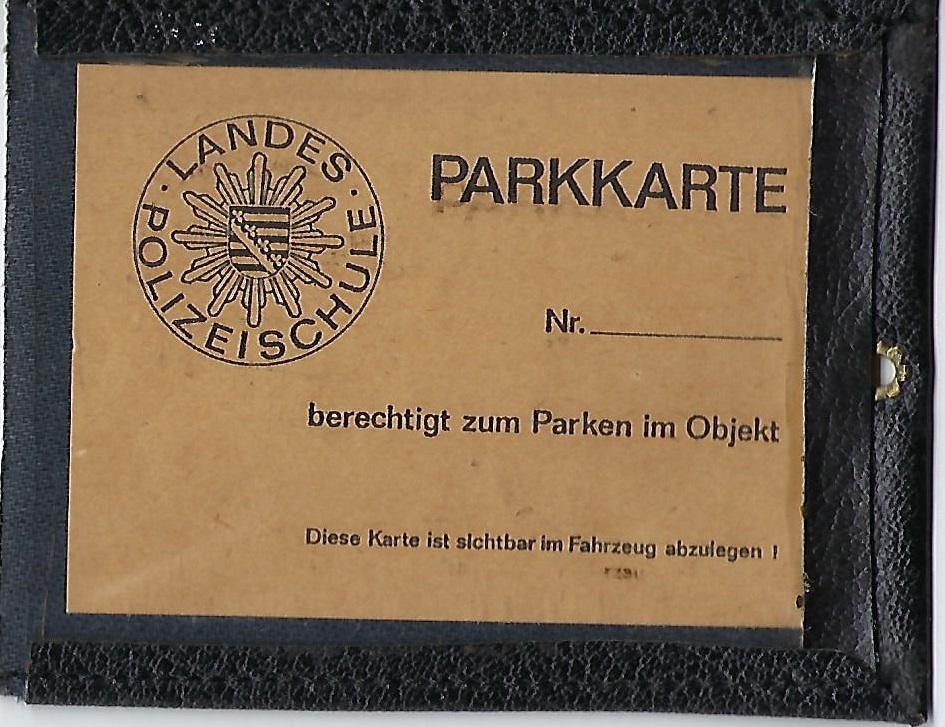 · LANDES ·
POLIZEISCHULE
PARKKARTE
Nr.
berechtigt zum Parken im Objekt
Diese Karte ist sichtbar im Fahrzeug abzulegen !